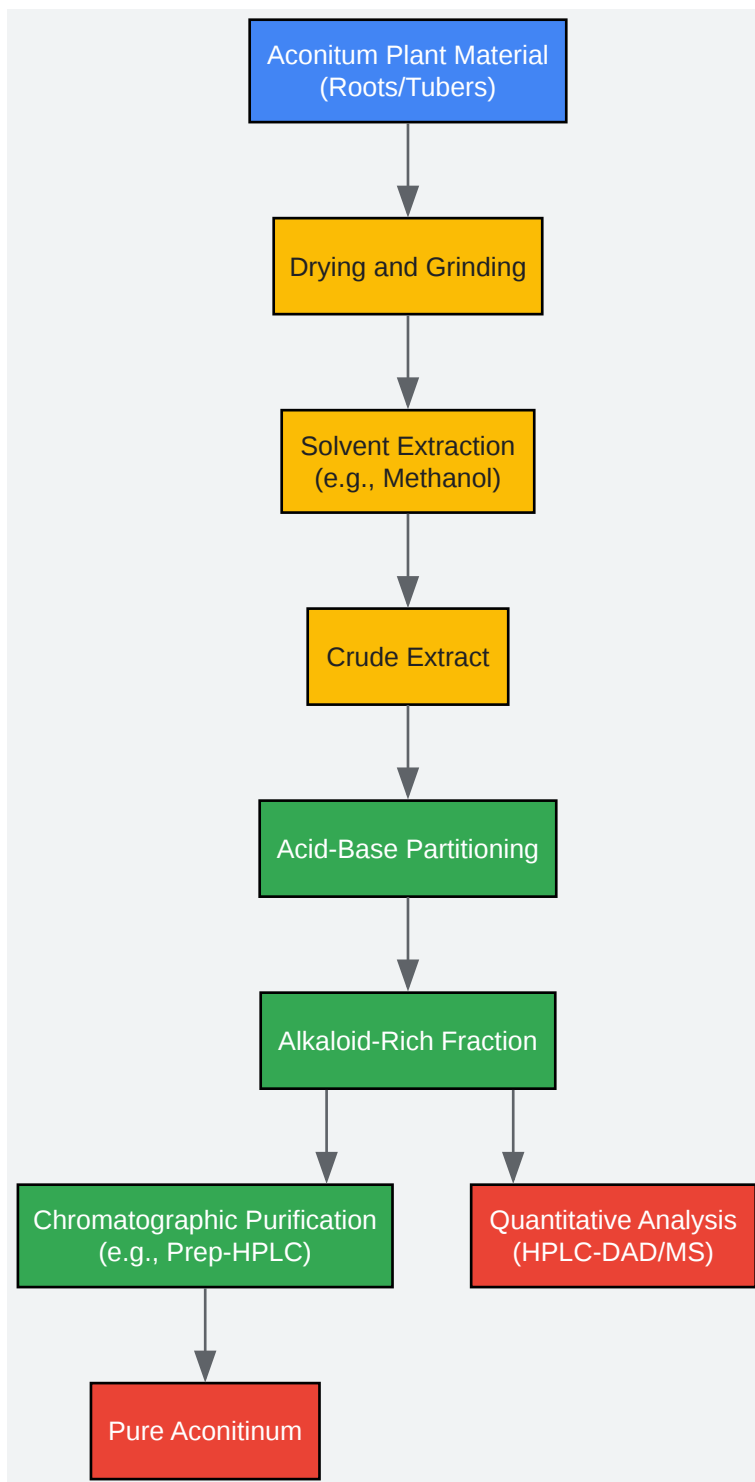 Aconitum Plant Material
(Roots/Tubers)
Drying and Grinding
Solvent Extraction
(e.g., Methanol)
Crude Extract
Acid-Base Partitioning
Alkaloid-Rich Fraction
Chromatographic Purification
(e.g., Prep-HPLC)
Quantitative Analysis
(HPLC-DAD/MS)
Pure Aconitinum